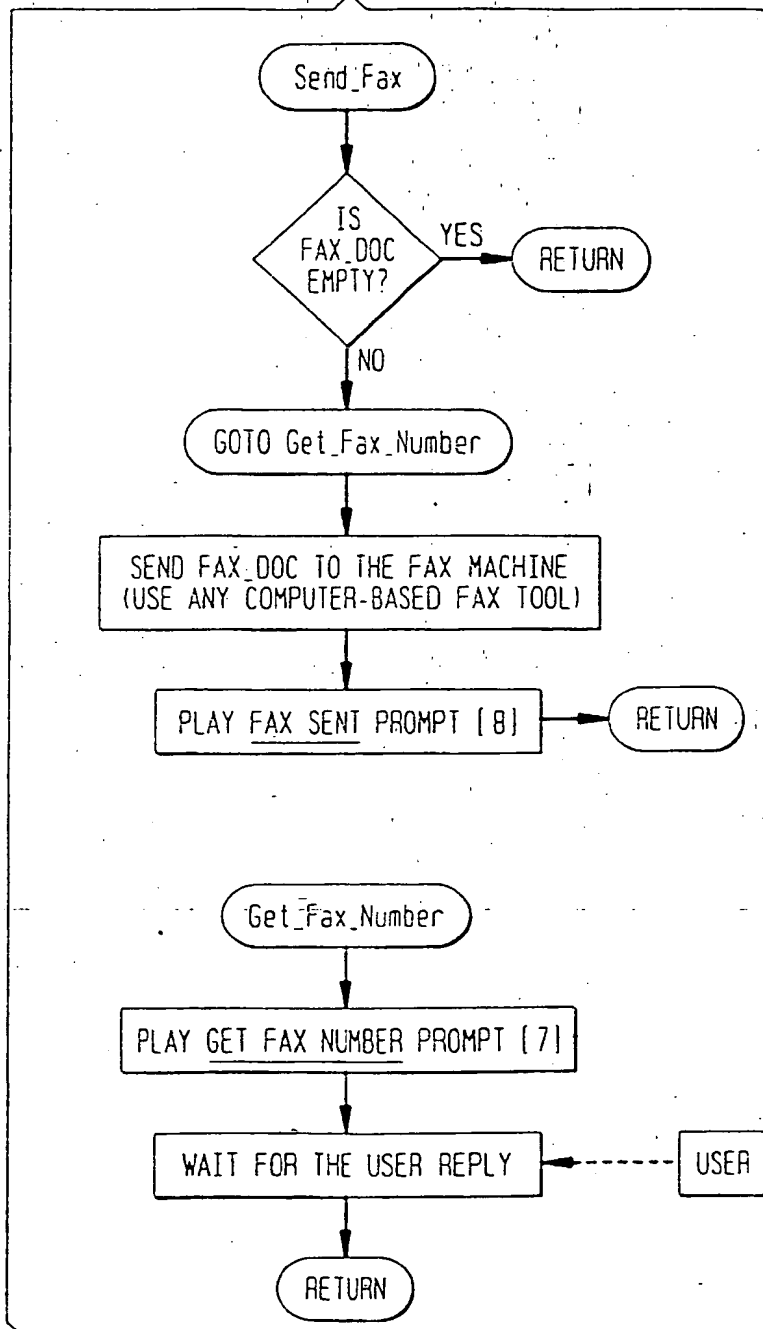 Send_Fax
IS
FAX_DOC
EMPTY?
YES
RETURN
NO
GOTO Get_Fax_Number
SEND FAX_DOC TO THE FAX MACHINE
(USE ANY COMPUTER-BASED FAX TOOL)
PLAY FAX SENT PROMPT [8]
RETURN
Get_Fax_Number
PLAY GET FAX NUMBER PROMPT [7]
WAIT FOR THE USER REPLY
USER
RETURN